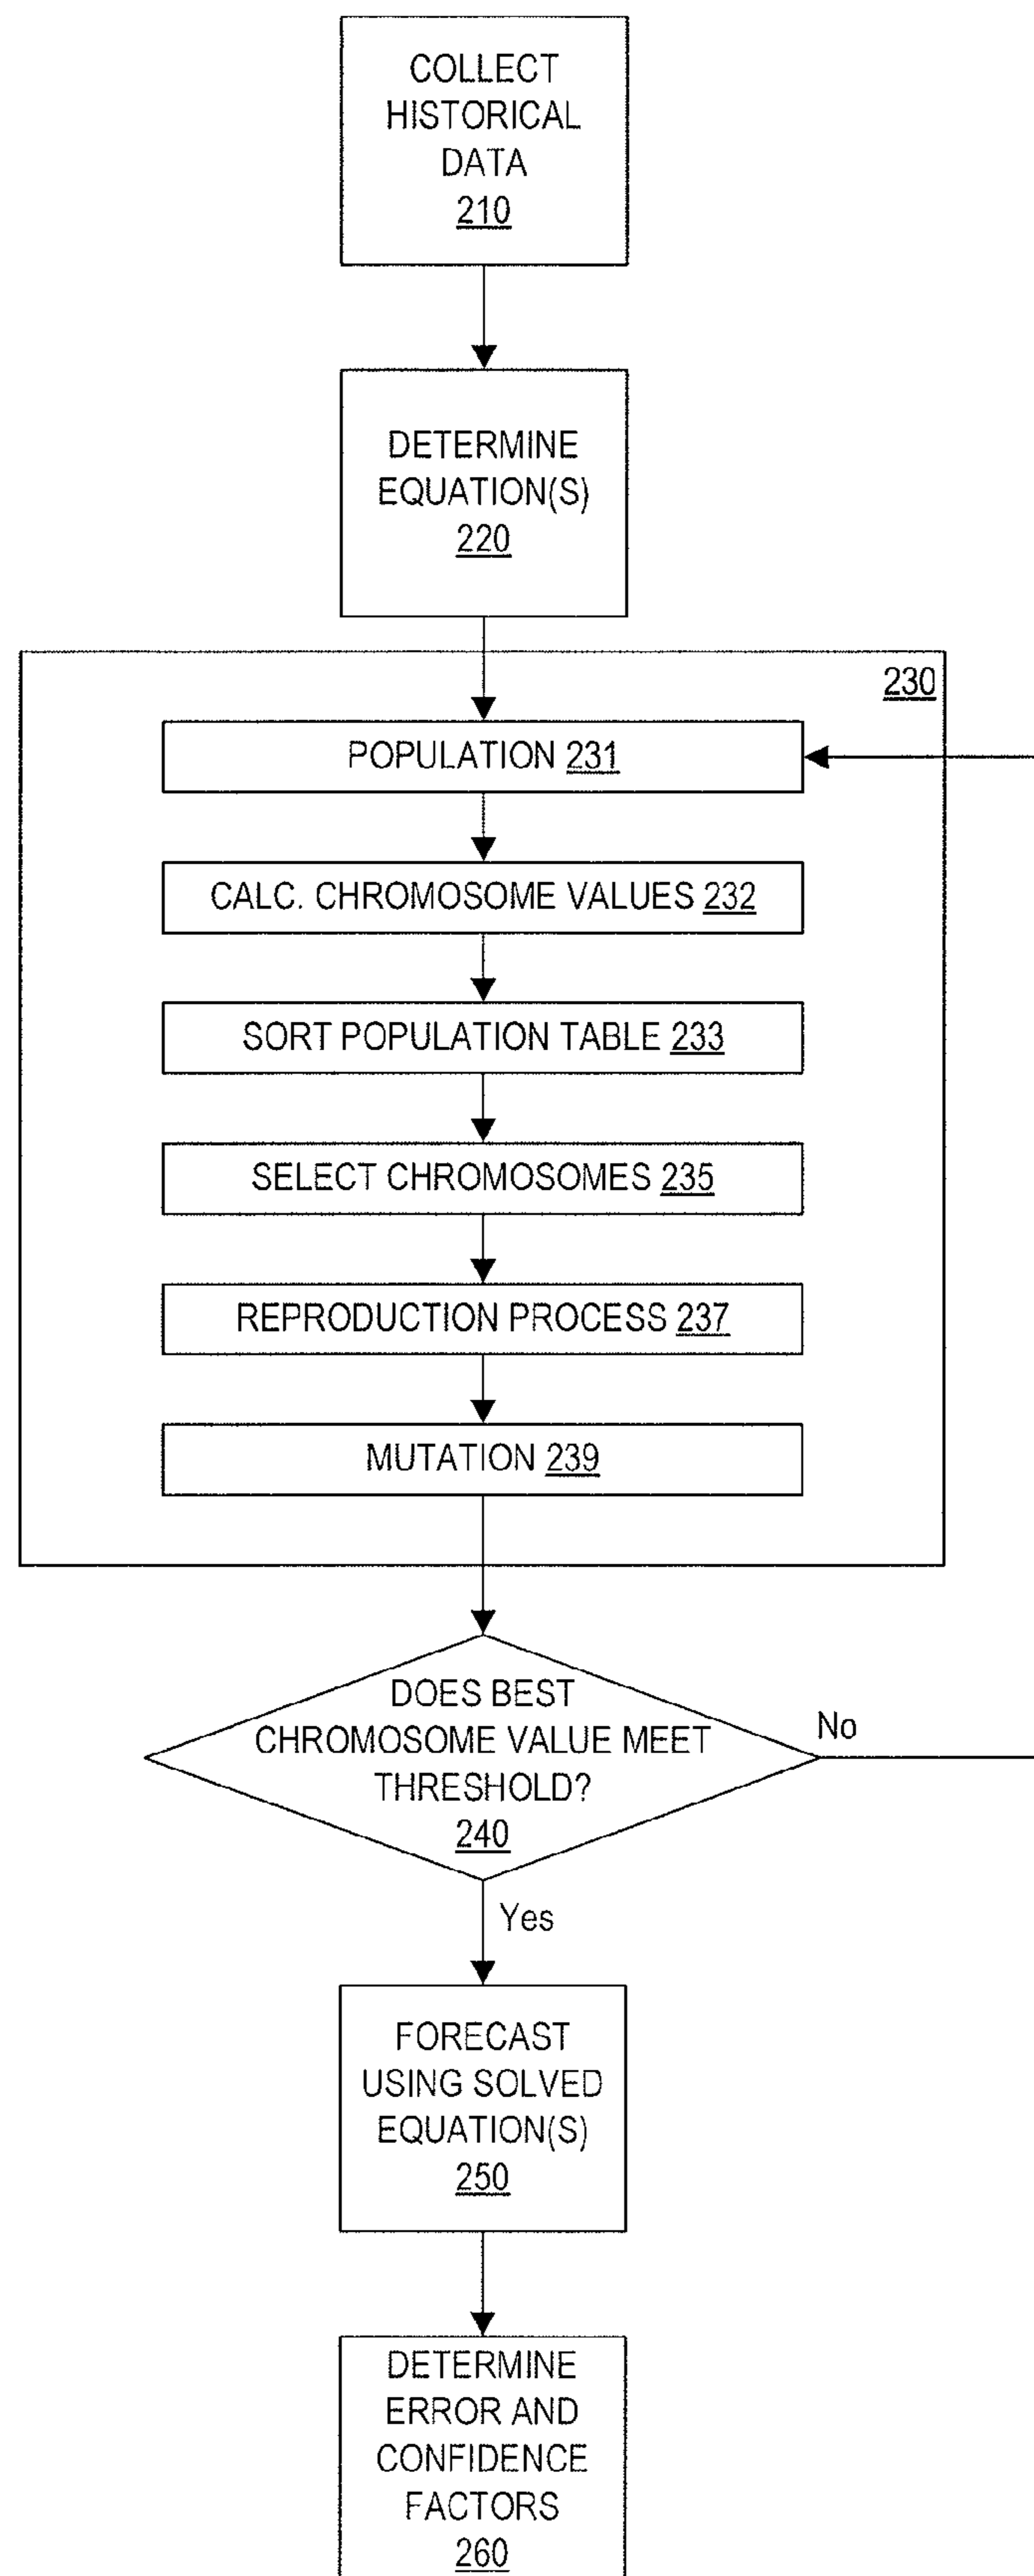 COLLECT
HISTORICAL
DATA
210
DETERMINE
EQUATION(S)
220
230
POPULATION 231
CALC. CHROMOSOME VALUES 232
SORT POPULATION TABLE 233
SELECT CHROMOSOMES 235
REPRODUCTION PROCESS 237
MUTATION 239
DOES BEST
CHROMOSOME VALUE MEET
THRESHOLD?
240
No
Yes
FORECAST
USING SOLVED
EQUATION(S)
250
DETERMINE
ERROR AND
CONFIDENCE
FACTORS
260